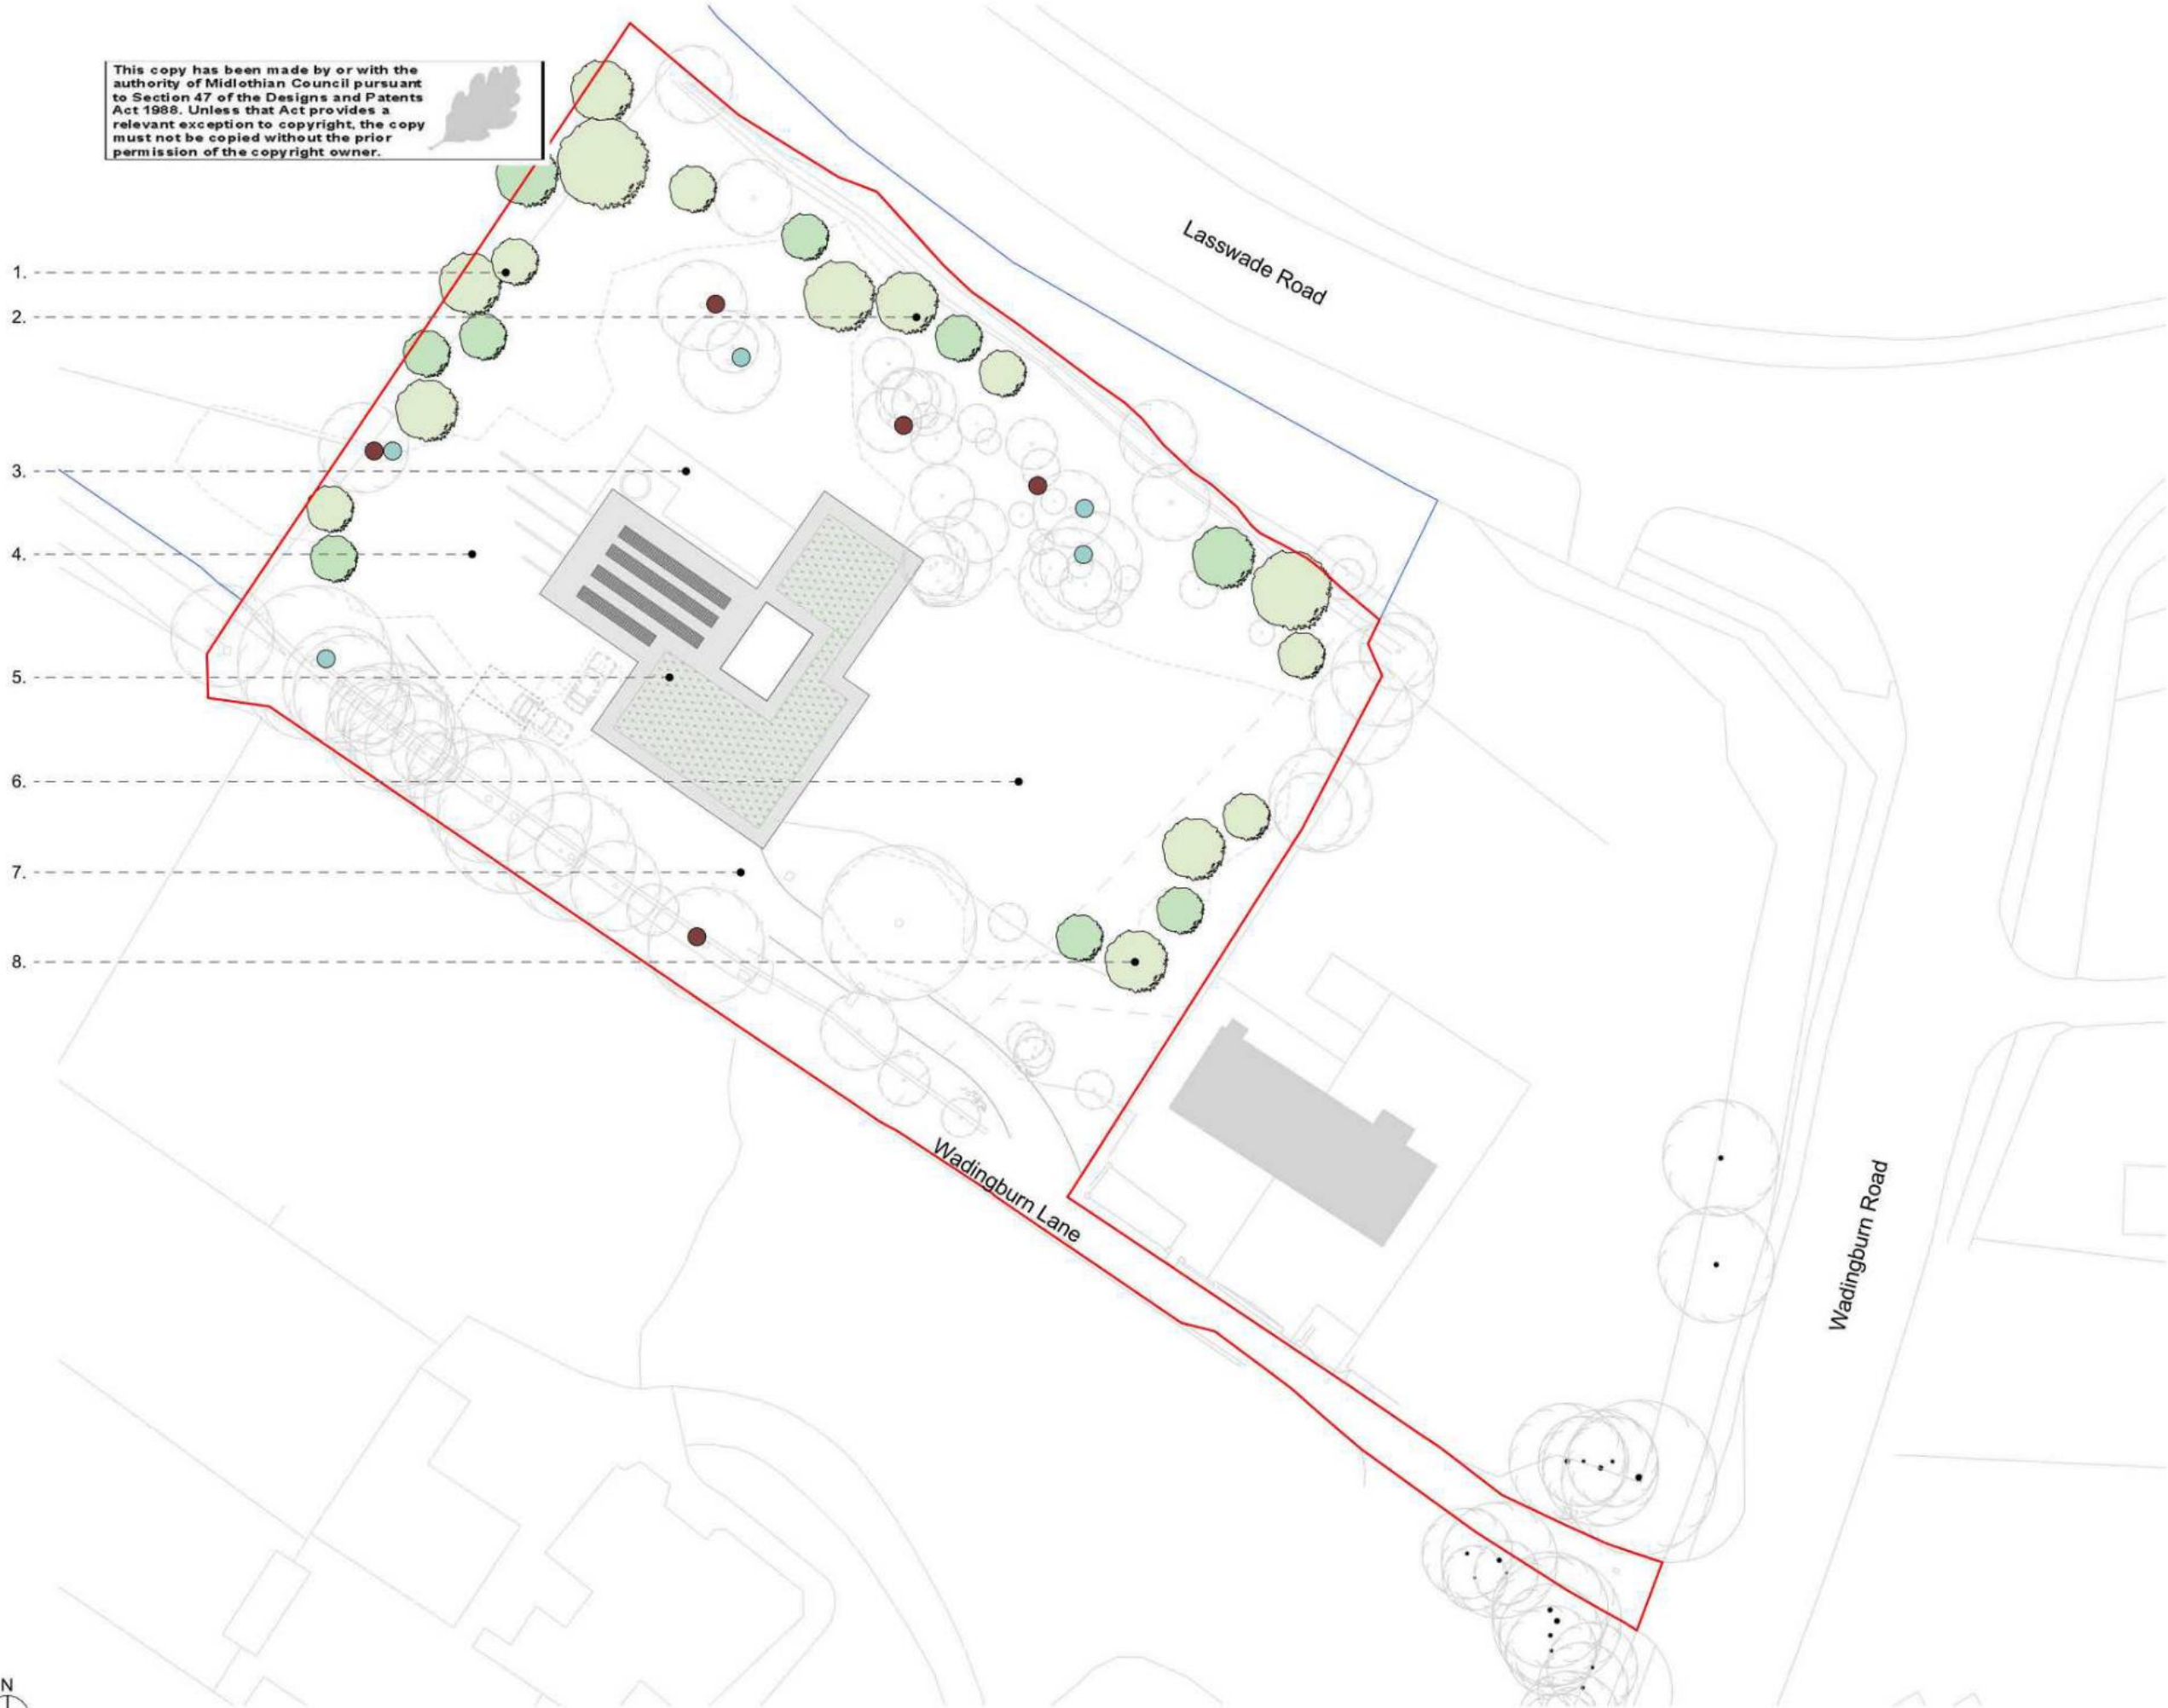 This copy has been made by or with the
authority of Midlothian Council pursuant
to Section 47 of the Designs and Patents
Act 1988. Unless that Act provides a
relevant exception to copyright, the copy
must not be copied without the prior
permission of the copyright owner.
Lasswade Road
1.
2.
3.
4.
5.
6.
7.
8.
Wadingburn Lane
Wadingburn Road
N